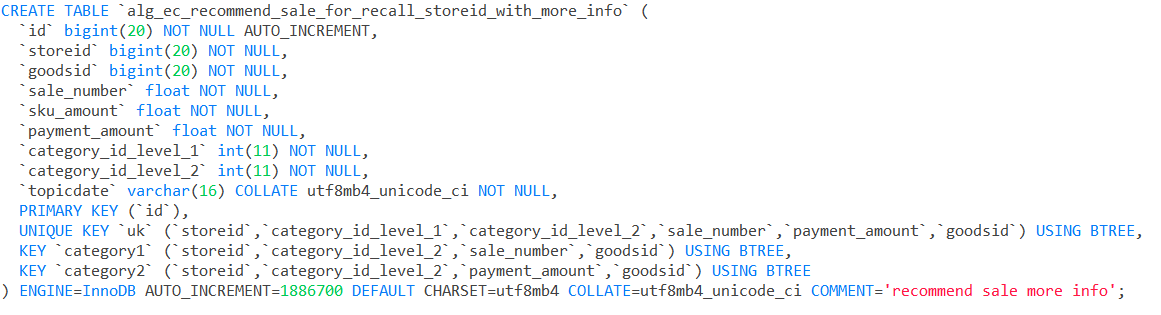 CREATE TABLE `alg_ec_recommend_sale_for_recall_storeid_with_more_info` (
  `id` bigint(20) NOT NULL AUTO_INCREMENT,
  `storeid` bigint(20) NOT NULL,
  `goodsid` bigint(20) NOT NULL,
  `sale_number` float NOT NULL,
  `sku_amount` float NOT NULL,
  `payment_amount` float NOT NULL,
  `category_id_level_1` int(11) NOT NULL,
  `category_id_level_2` int(11) NOT NULL,
  `topicdate` varchar(16) COLLATE utf8mb4_unicode_ci NOT NULL,
  PRIMARY KEY (`id`),
  UNIQUE KEY `uk` (`storeid`,`category_id_level_1`,`category_id_level_2`,`sale_number`,`payment_amount`,`goodsid`) USING BTREE,
  KEY `category1` (`storeid`,`category_id_level_2`,`sale_number`,`goodsid`) USING BTREE,
  KEY `category2` (`storeid`,`category_id_level_2`,`payment_amount`,`goodsid`) USING BTREE
) ENGINE=InnoDB AUTO_INCREMENT=1886700 DEFAULT CHARSET=utf8mb4 COLLATE=utf8mb4_unicode_ci COMMENT='recommend sale more info';